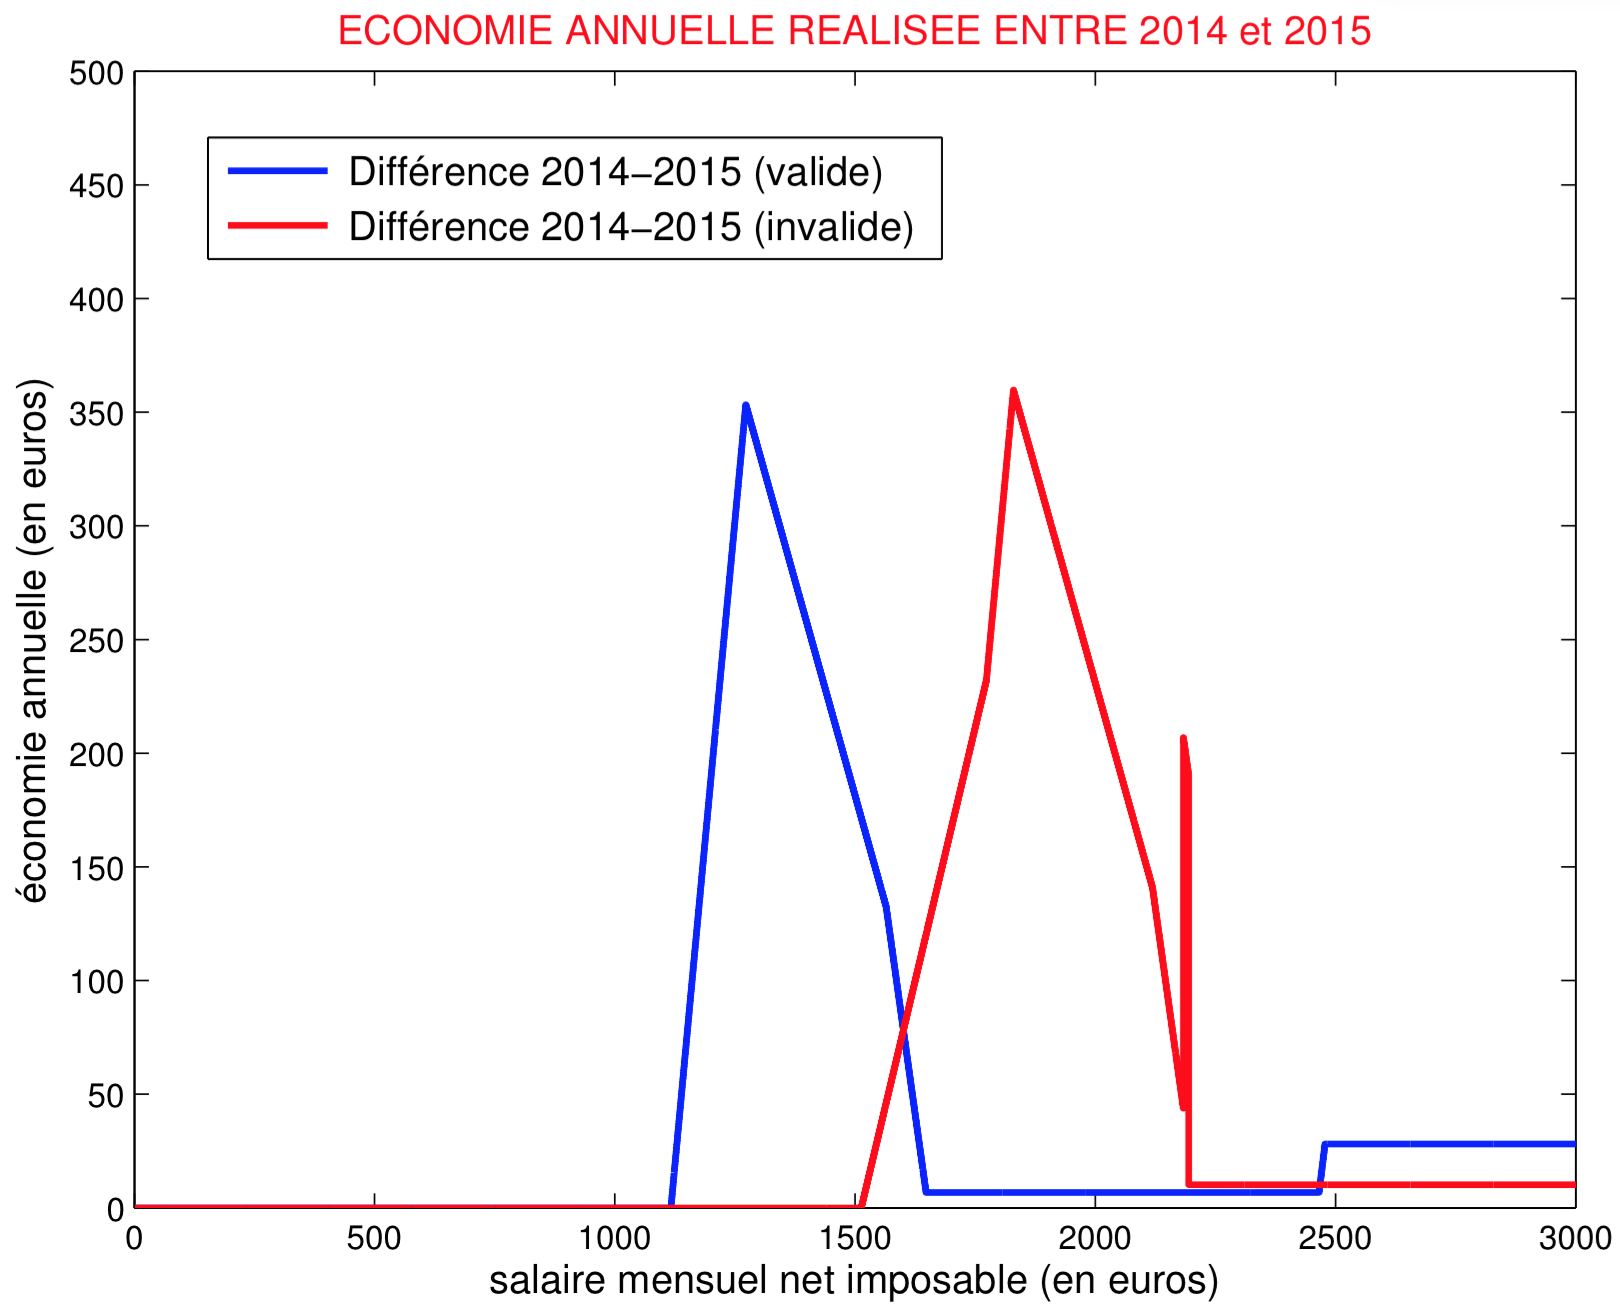 ECONOMIE ANNUELLE REALISEE ENTRE 2014 et 2015
500
450
400
350
300
250
200
150
100
50
0
économie annuelle (en euros)
Différence 2014–2015 (valide)
Différence 2014–2015 (invalide)
0 500 1000 1500 2000 2500 3000
salaire mensuel net imposable (en euros)